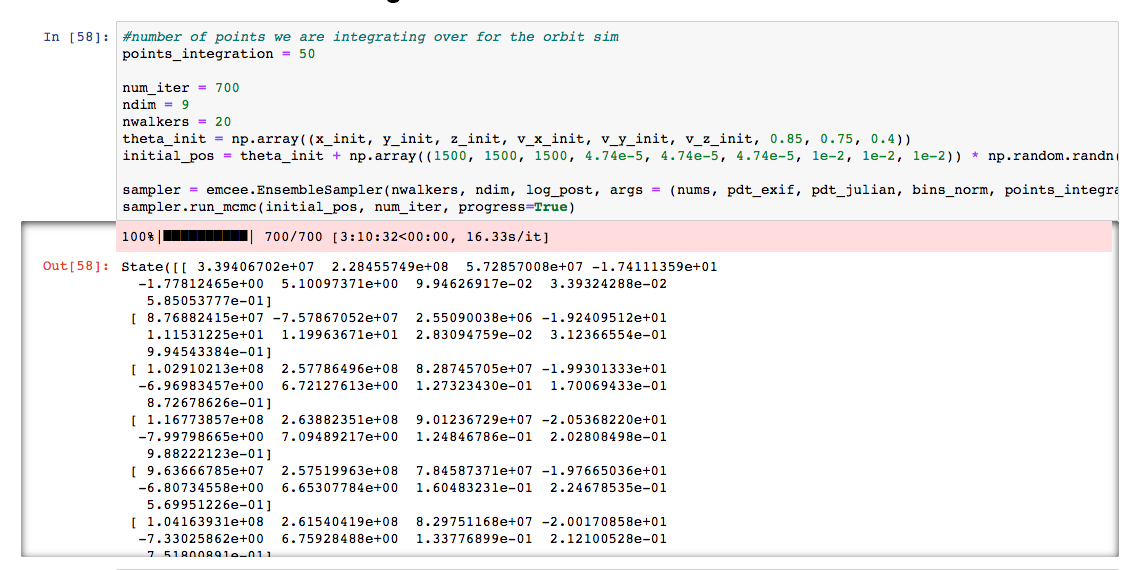 In [58]:
#number of points we are integrating over for the orbit sim
points_integration = 50
num_iter = 700
ndim = 9
nwalkers = 20
theta_init = np.array((x_init, y_init, z_init, v_x_init, v_y_init, v_z_init, 0.85, 0.75, 0.4))
initial_pos = theta_init + np.array((1500, 1500, 1500, 4.74e-5, 4.74e-5, 4.74e-5, 1e-2, 1e-2, 1e-2)) * np.random.randn(
sampler = emcee.EnsembleSampler(nwalkers, ndim, log_post, args = (nums, pdt_exif, pdt_julian, bins_norm, points_integra
sampler.run_mcmc(initial_pos, num_iter, progress=True)
100%|██████████| 700/700 [3:10:32<00:00, 16.33s/it]
Out[58]: State([[ 3.39406702e+07 2.28455749e+08 5.72857008e+07 -1.74111359e+01
-1.77812465e+00 5.10097371e+00 9.94626917e-02 3.39324288e-02
5.85053777e-01]
[ 8.76882415e+07 -7.57867052e+07 2.55090038e+06 -1.92409512e+01
1.11531225e+01 1.19963671e+01 2.83094759e-02 3.12366554e-01
9.94543384e-01]
[ 1.02910213e+08 2.57786496e+08 8.28745705e+07 -1.99301333e+01
-6.96983457e+00 6.72127613e+00 1.27323430e-01 1.70069433e-01
8.72678626e-01]
[ 1.16773857e+08 2.63882351e+08 9.01236729e+07 -2.05368220e+01
-7.99798665e+00 7.09489217e+00 1.24846786e-01 2.02808498e-01
9.88222123e-01]
[ 9.63666785e+07 2.57519963e+08 7.84587371e+07 -1.97665036e+01
-6.80734558e+00 6.65307784e+00 1.60483231e-01 2.24678535e-01
5.69951226e-01]
[ 1.04163931e+08 2.61540419e+08 8.29751168e+07 -2.00170858e+01
-7.33025862e+00 6.75928488e+00 1.33776899e-01 2.12100528e-01
7.51800891e-01]